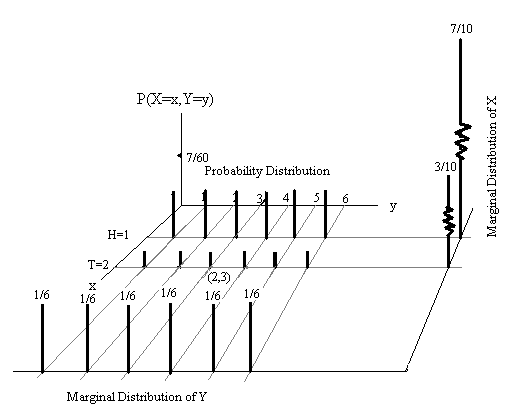 7/10
P(X=x,Y=y)
7/60
Probability Distribution
3/10
Marginal Distribution of X
1 2 3 4 5 6
y
H=1
T=2
x
(2,3)
1/6 1/6 1/6 1/6 1/6 1/6
Marginal Distribution of Y